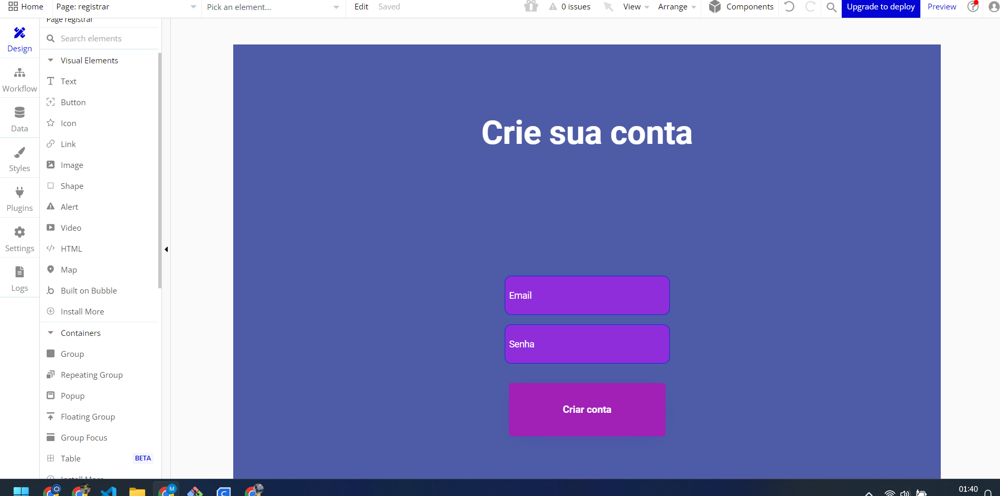 Home
Page: registrar
Pick an element...
Edit
Saved
0 issues
View
Arrange
Components
Upgrade to deploy
Preview
Page registrar
Search elements
Design
Workflow
Data
Styles
Plugins
Settings
Logs
Visual Elements
Text
Button
Icon
Link
Image
Shape
Alert
Video
HTML
Map
Built on Bubble
Install More
Containers
Group
Repeating Group
Popup
Floating Group
Group Focus
Table
BETA
Install More
Crie sua conta
Email
Senha
Criar conta
M
01:40